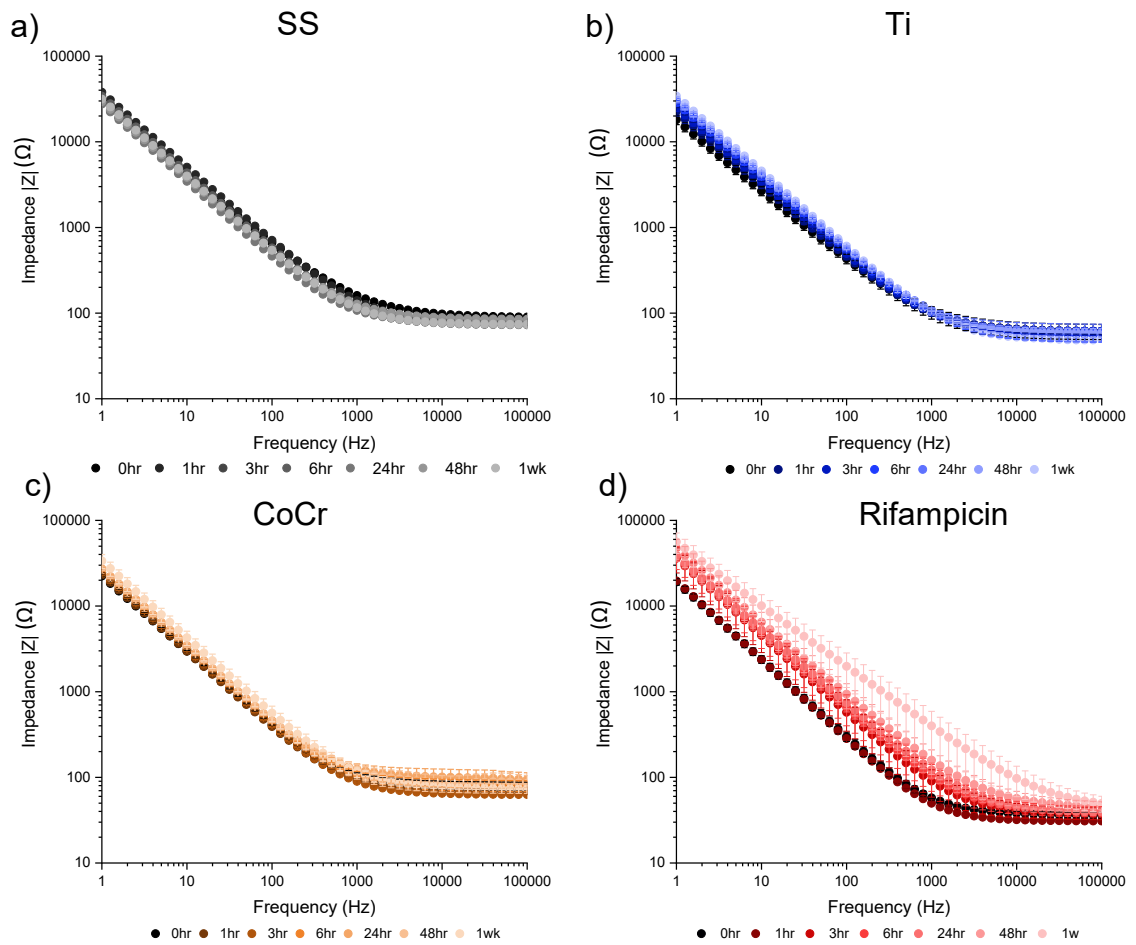 a) SS
100000
10000
1000
100
10
Impedance |Z| (Ω)
1 10 100 1000 10000 100000
Frequency (Hz)
0hr 1hr 3hr 6hr 24hr 48hr 1wk
b) Ti
100000
10000
1000
100
10
Impedance |Z| (Ω)
1 10 100 1000 10000 100000
Frequency (Hz)
0hr 1hr 3hr 6hr 24hr 48hr 1wk
c) CoCr
100000
10000
1000
100
10
Impedance |Z| (Ω)
1 10 100 1000 10000 100000
Frequency (Hz)
0hr 1hr 3hr 6hr 24hr 48hr 1wk
d) Rifampicin
100000
10000
1000
100
10
Impedance |Z| (Ω)
1 10 100 1000 10000 100000
Frequency (Hz)
0hr 1hr 3hr 6hr 24hr 48hr 1w